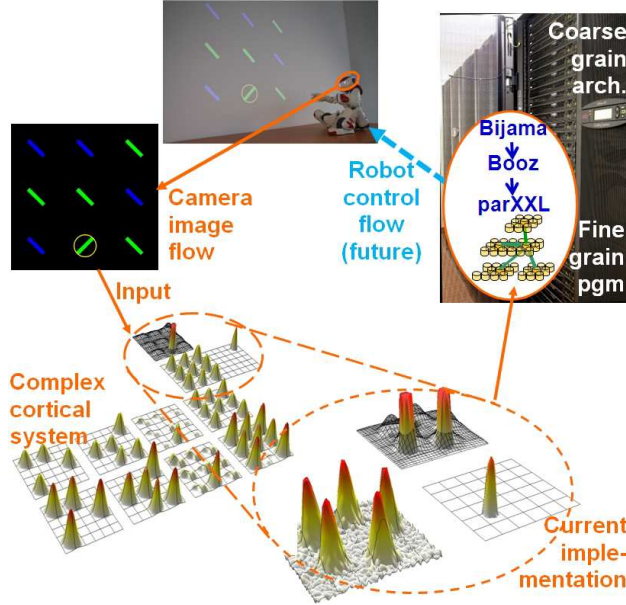 Coarse
grain
arch.
Bijama
Booz
parXXL
Fine
grain
pgm
Robot
control
flow
(future)
Camera
image
flow
Input
Complex
cortical
system
Current
imple-
mentation